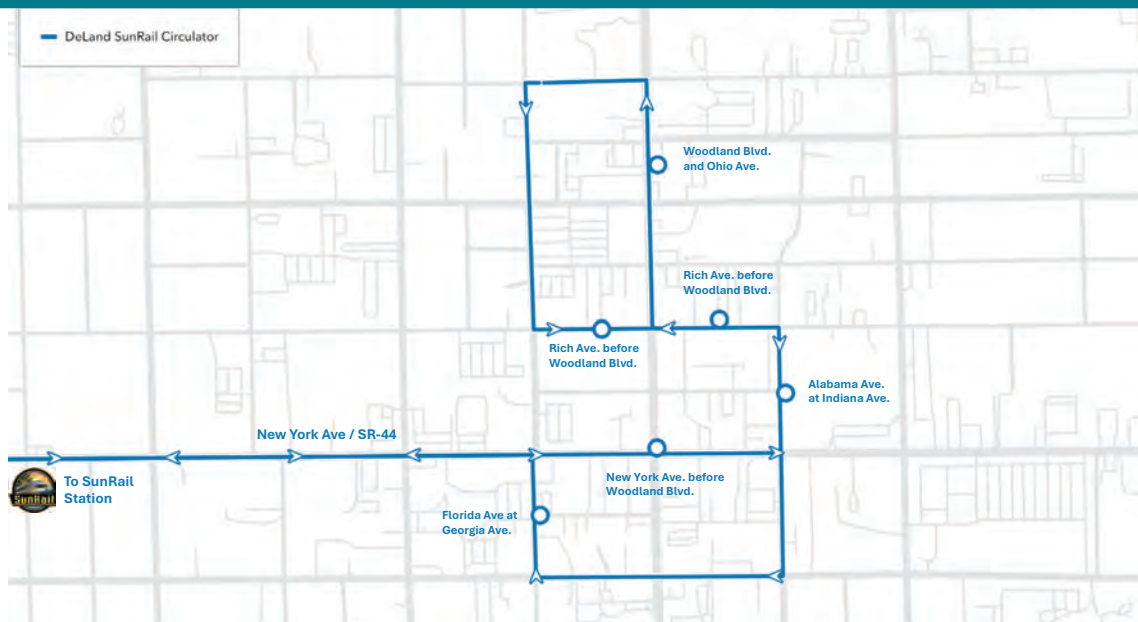 DeLand SunRail Circulator
Woodland Blvd.
and Ohio Ave.
Rich Ave. before
Woodland Blvd.
Rich Ave. before
Woodland Blvd.
Alabama Ave.
at Indiana Ave.
New York Ave / SR-44
To SunRail
Station
SunRail
New York Ave. before
Woodland Blvd.
Florida Ave at
Georgia Ave.